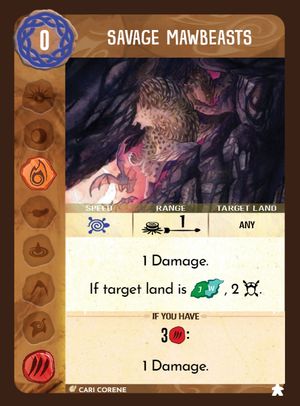 0
SAVAGE MAWBEASTS
SPEED
RANGE
TARGET LAND
1
ANY
1 Damage.
If target land is J W, 2
IF YOU HAVE
3 :
1 Damage.
CARI CORENE